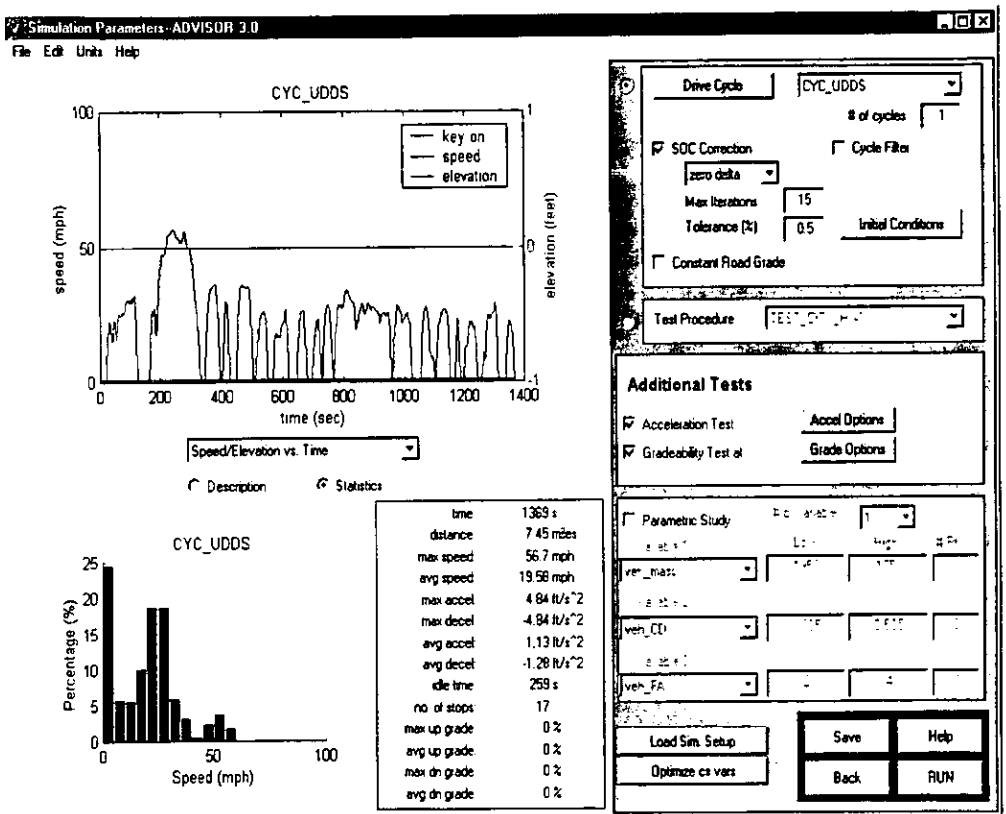 Simulation Parameters--ADVISOR 3.0
File Edit Units Help
CYC_UDDS
100
50
0
speed (mph)
key on
speed
elevation
1
0
-1
elevation (feet)
0 200 400 600 800 1000 1200 1400
time (sec)
Speed/Elevation vs. Time
Description Statistics
CYC_UDDS
25
20
15
10
5
0
Percentage (%)
0 50 100
Speed (mph)
time 1369 s
distance 7.45 miles
max speed 56.7 mph
avg speed 19.58 mph
max accel 4.84 ft/s^2
max decel -4.84 ft/s^2
avg accel 1.13 ft/s^2
avg decel -1.28 ft/s^2
idle time 259 s
no. of stops 17
max up grade 0 %
avg up grade 0 %
max dn grade 0 %
avg dn grade 0 %
Drive Cycle CYC_UDDS
# of cycles 1
SOC Correction Cycle Filter
zero delta
Max Iterations 15
Tolerance (%) 0.5 Initial Conditions
Constant Road Grade
Test Procedure
Additional Tests
Acceleration Test Accel Options
Gradeability Test at Grade Options
Parametric Study 1
veh_mass
veh_CD
veh_FA
Load Sim. Setup Save Help
Optimize cs vars Back RUN